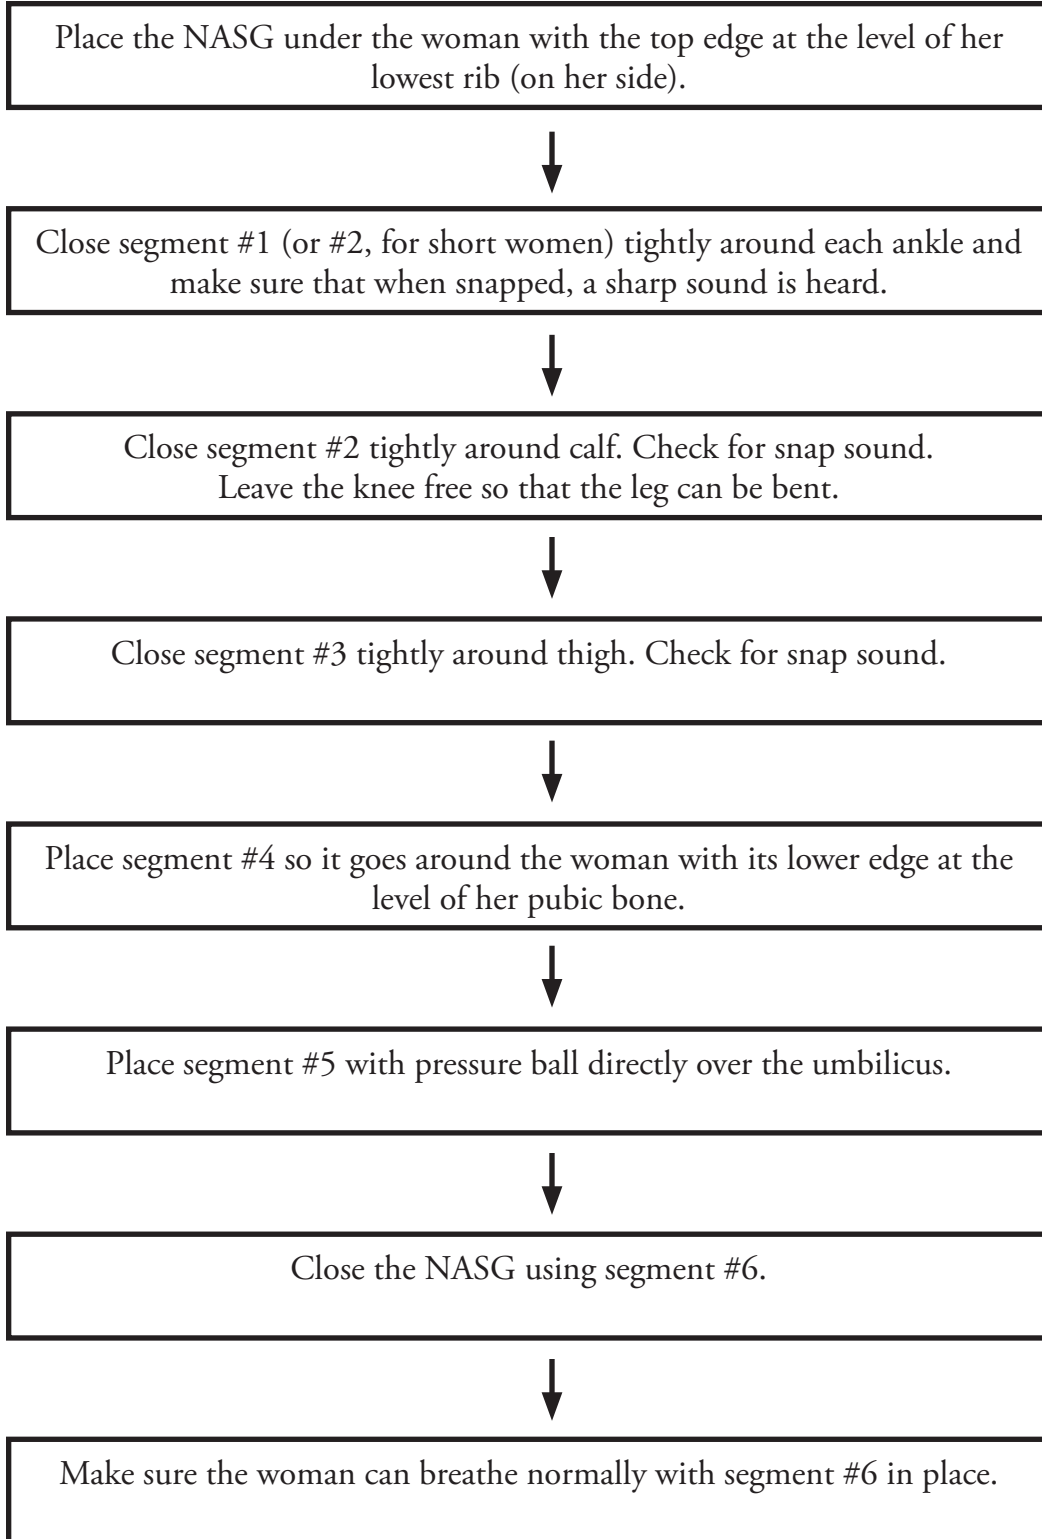 Place the NASG under the woman with the top edge at the level of her
lowest rib (on her side).
Close segment #1 (or #2, for short women) tightly around each ankle and
make sure that when snapped, a sharp sound is heard.
Close segment #2 tightly around calf. Check for snap sound.
Leave the knee free so that the leg can be bent.
Close segment #3 tightly around thigh. Check for snap sound.
Place segment #4 so it goes around the woman with its lower edge at the
level of her pubic bone.
Place segment #5 with pressure ball directly over the umbilicus.
Close the NASG using segment #6.
Make sure the woman can breathe normally with segment #6 in place.